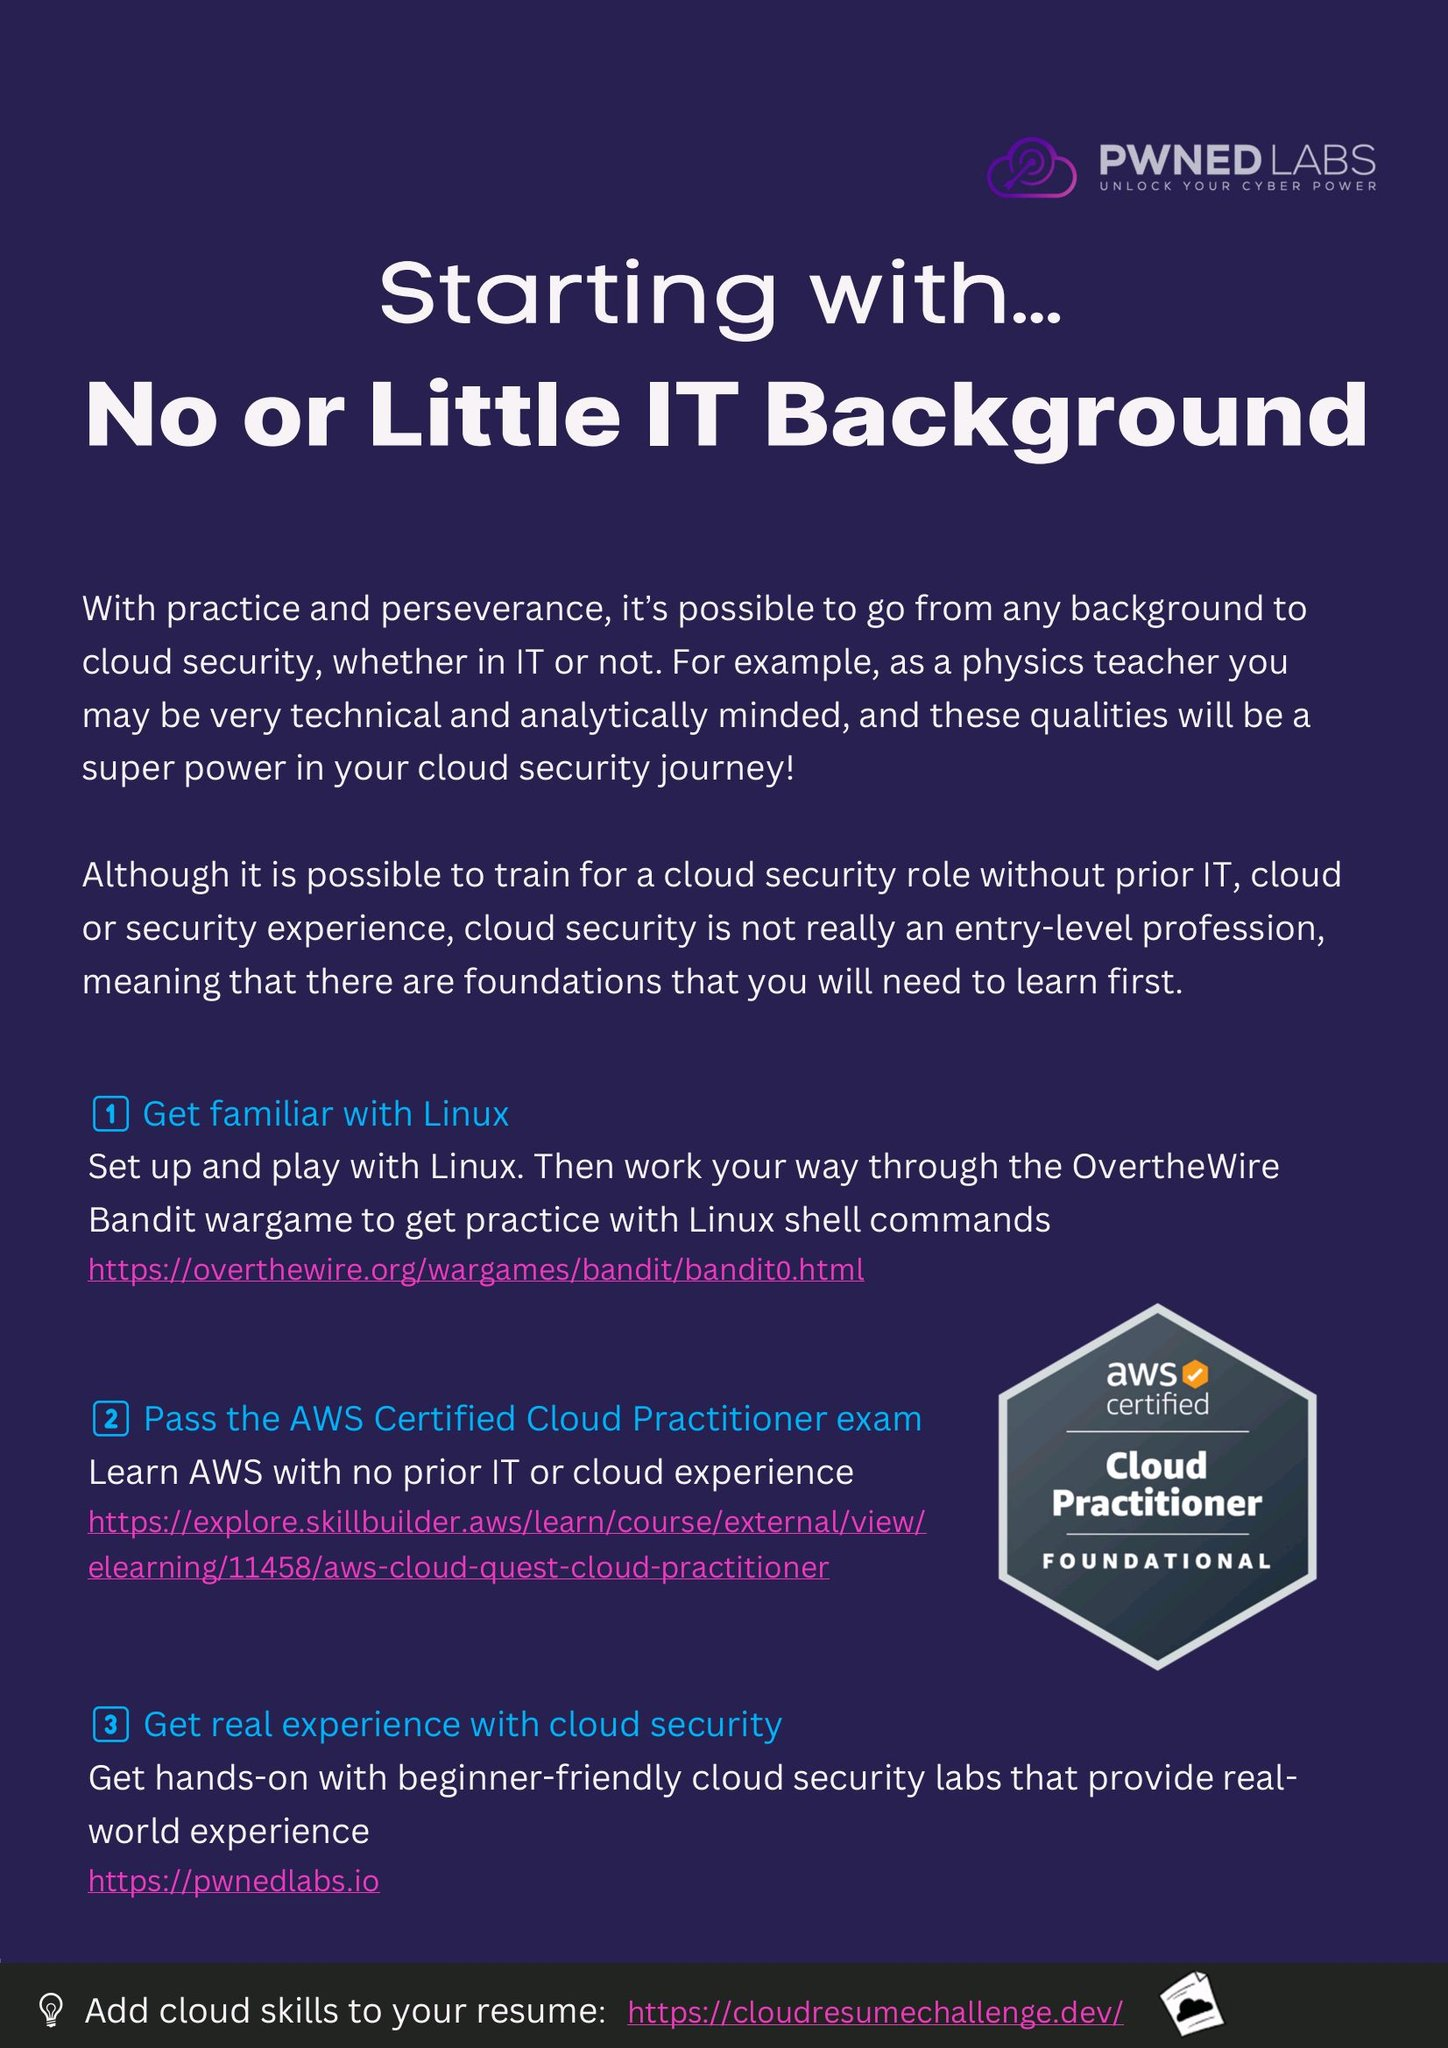 PWNED LABS
UNLOCK YOUR CYBER POWER
Starting with...
No or Little IT Background
With practice and perseverance, it's possible to go from any background to
cloud security, whether in IT or not. For example, as a physics teacher you
may be very technical and analytically minded, and these qualities will be a
super power in your cloud security journey!
Although it is possible to train for a cloud security role without prior IT, cloud
or security experience, cloud security is not really an entry-level profession,
meaning that there are foundations that you will need to learn first.
1 Get familiar with Linux
Set up and play with Linux. Then work your way through the OvertheWire
Bandit wargame to get practice with Linux shell commands
https://overthewire.org/wargames/bandit/bandit0.html
2 Pass the AWS Certified Cloud Practitioner exam
Learn AWS with no prior IT or cloud experience
https://explore.skillbuilder.aws/learn/course/external/view/
elearning/11458/aws-cloud-quest-cloud-practitioner
aws
certified
Cloud
Practitioner
FOUNDATIONAL
3 Get real experience with cloud security
Get hands-on with beginner-friendly cloud security labs that provide real-
world experience
https://pwnedlabs.io
Add cloud skills to your resume: https://cloudresumechallenge.dev/